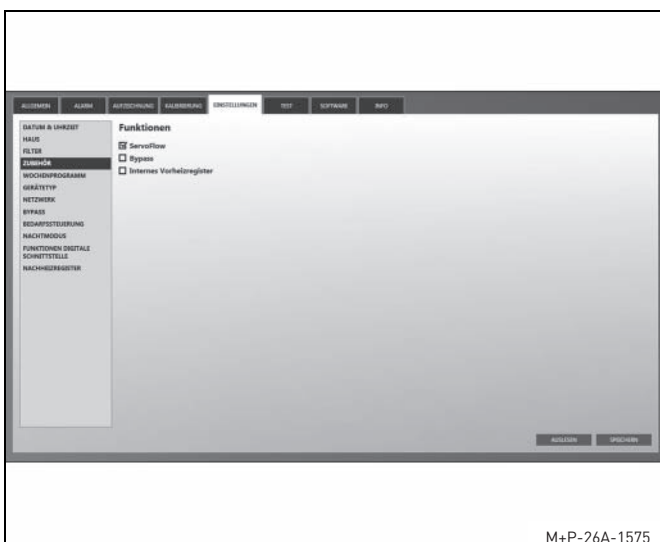 ALLGEMEIN ALARM AUFZEICHNUNG KALIBRIERUNG EINSTELLUNGEN TEST SOFTWARE INFO
DATUM & UHRZEIT
HAUS
FILTER
ZUBEHÖR
WOCHENPROGRAMM
GERÄTETYP
NETZWERK
BYPASS
BEDARFSSTEUERUNG
NACHTMODUS
FUNKTIONEN DIGITALE
SCHNITTSTELLE
NACHHEIZREGISTER
Funktionen
ServoFlow
Bypass
Internes Vorheizregister
AUSLESEN SPEICHERN
M+P-26A-1575